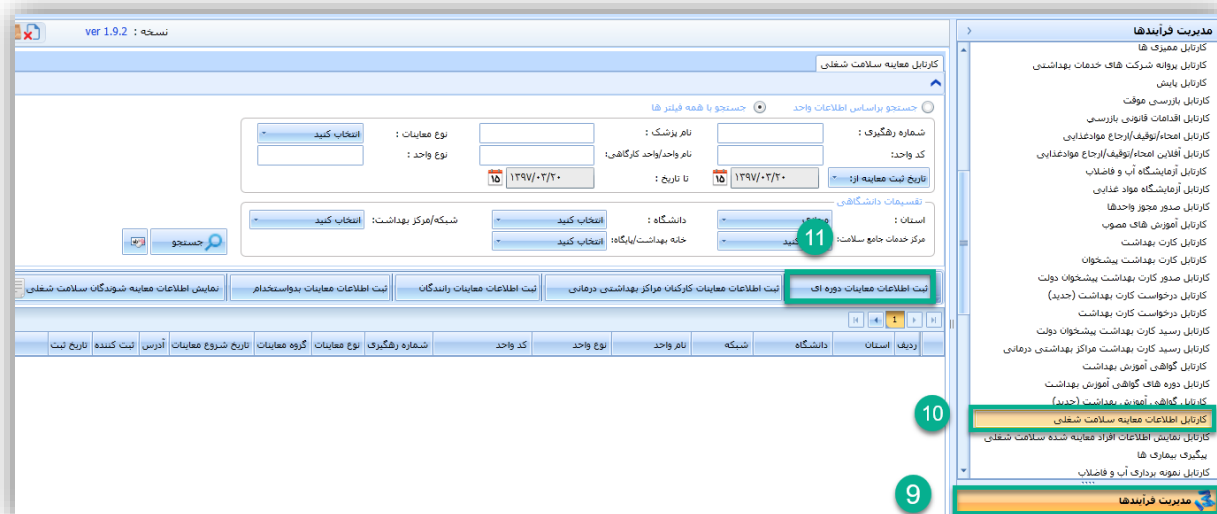 مدیریت فرآیندها
کارتابل ممیزی ها
کارتابل پروانه شرکت های خدمات بهداشتی
کارتابل پایش
کارتابل بازرسی موقت
کارتابل اقدامات قانونی بازرسی
کارتابل امحاء/توقیف/ارجاع موادغذایی
کارتابل آفلاین امحاء/توقیف/ارجاع موادغذایی
کارتابل آزمایشگاه آب و فاضلاب
کارتابل آزمایشگاه مواد غذایی
کارتابل صدور مجوز واحدها
کارتابل آموزش های مصوب
کارتابل کارت بهداشت
کارتابل کارت بهداشت پیشخوان
کارتابل صدور کارت بهداشت پیشخوان دولت
کارتابل درخواست کارت بهداشت (جدید)
کارتابل درخواست کارت بهداشت
کارتابل رسید کارت بهداشت پیشخوان دولت
کارتابل رسید کارت بهداشت مراکز بهداشتی درمانی
کارتابل گواهی آموزش بهداشت
کارتابل دوره های گواهی آموزش بهداشت
کارتابل گواهی آموزش بهداشت (جدید)
کارتابل اطلاعات معاینه سلامت شغلی
10
کارتابل نمایش اطلاعات افراد معاینه شده سلامت شغلی
پیگیری بیماری ها
کارتابل نمونه برداری آب و فاضلاب
مدیریت فرآیندها
9
نسخه : ver 1.9.2
کارتابل معاینه سلامت شغلی
جستجو براساس اطلاعات واحد جستجو با همه فیلتر ها
شماره رهگیری : نام پزشک : نوع معاینات : انتخاب کنید
کد واحد: نام واحد/واحد کارگاهی: نوع واحد :
تاریخ ثبت معاینه از: ۱۳۹۷/۰۳/۲۰ ۱۵ تا تاریخ : ۱۳۹۷/۰۳/۲۰ ۱۵
تقسیمات دانشگاهی
استان : دانشگاه : انتخاب کنید شبکه/مرکز بهداشت: انتخاب کنید
مرکز خدمات جامع سلامت: کنید خانه بهداشت/پایگاه: انتخاب کنید جستجو
11
ثبت اطلاعات معاینات دوره ای ثبت اطلاعات معاینات کارکنان مراکز بهداشتی درمانی ثبت اطلاعات معاینات رانندگان ثبت اطلاعات معاینات بدواستخدام نمایش اطلاعات معاینه شوندگان سلامت شغلی
1
ردیف استان دانشگاه شبکه نام واحد نوع واحد کد واحد شماره رهگیری نوع معاینات گروه معاینات تاریخ شروع معاینات آدرس ثبت کننده تاریخ ثبت